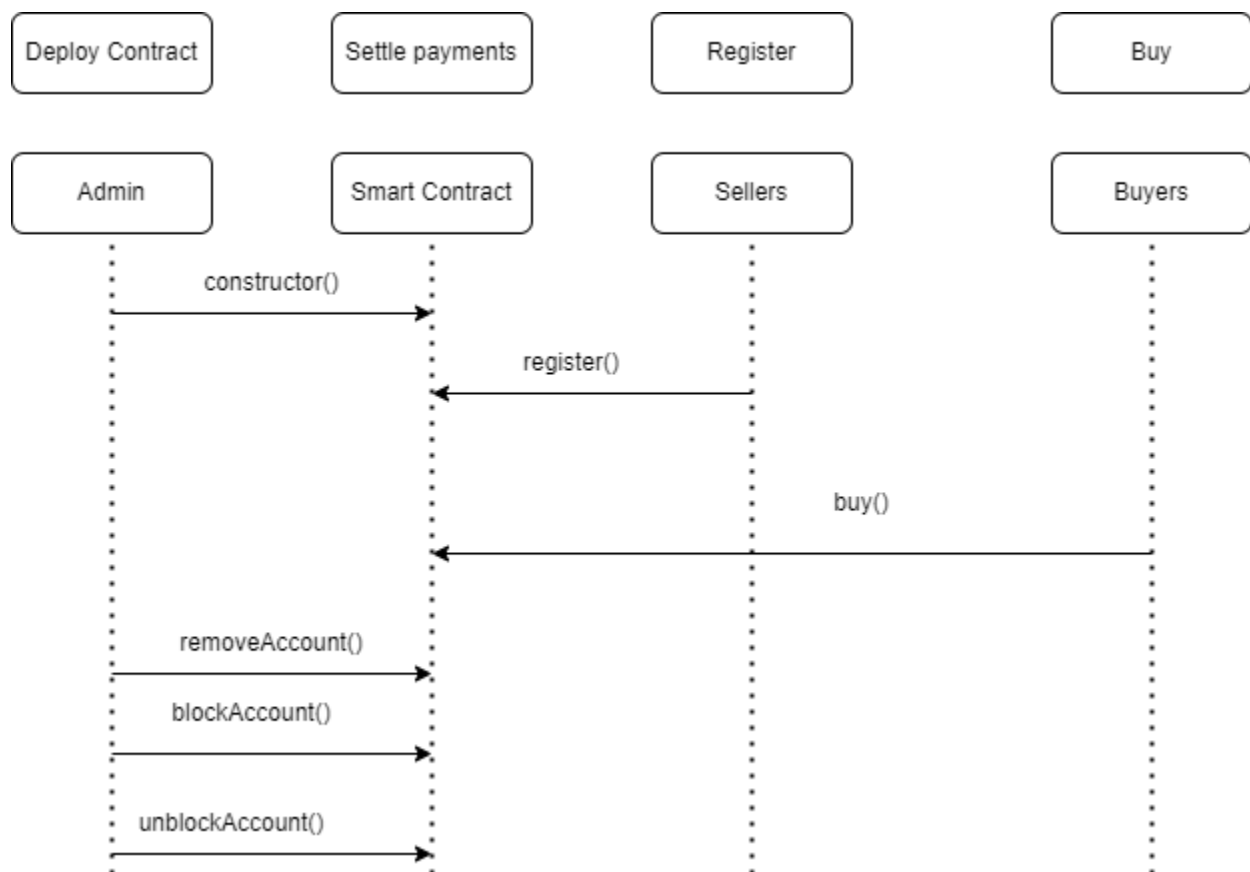 Deploy Contract
Settle payments
Register
Buy
Admin
Smart Contract
Sellers
Buyers
constructor()
register()
buy()
removeAccount()
blockAccount()
unblockAccount()